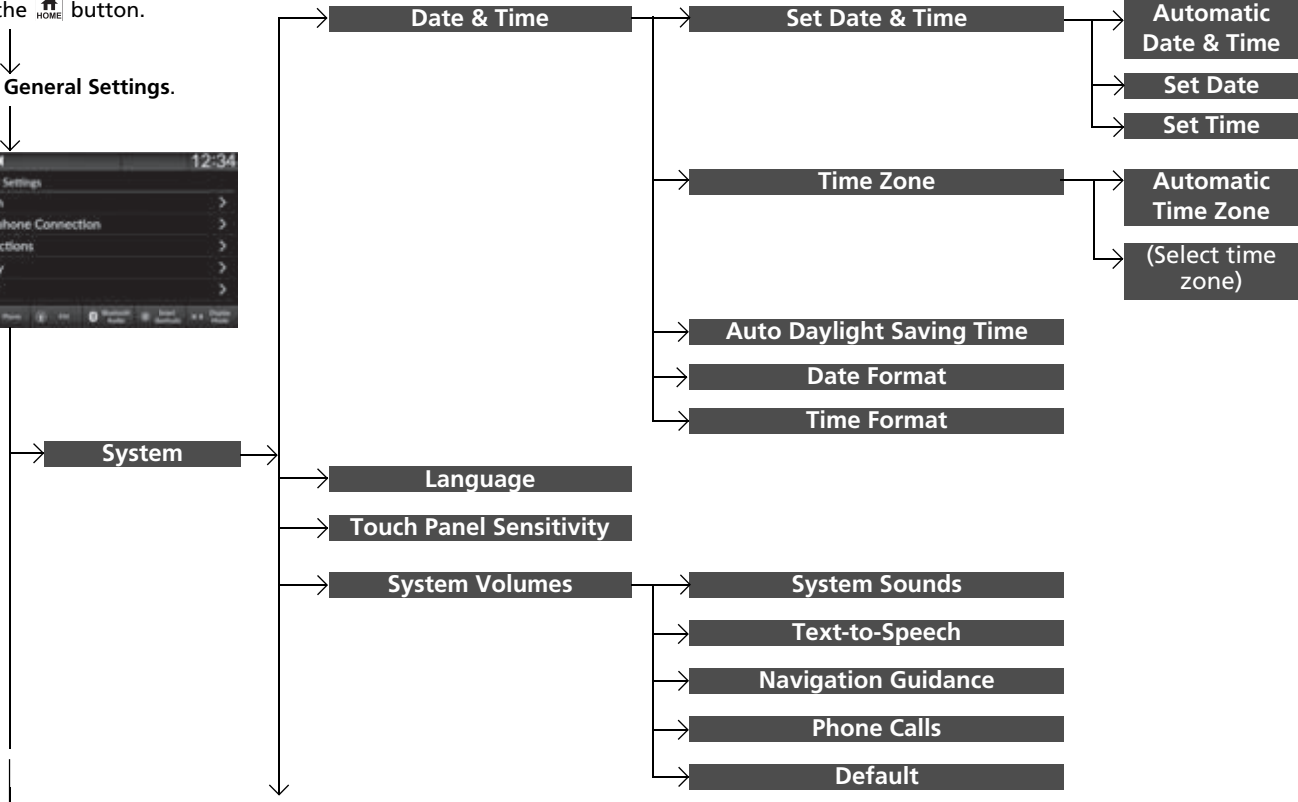 the HOME button.
General Settings.
12:34
Settings
Phone Connection
System
Date & Time
Set Date & Time
Automatic
Date & Time
Set Date
Set Time
Time Zone
Automatic
Time Zone
(Select time
zone)
Auto Daylight Saving Time
Date Format
Time Format
Language
Touch Panel Sensitivity
System Volumes
System Sounds
Text-to-Speech
Navigation Guidance
Phone Calls
Default